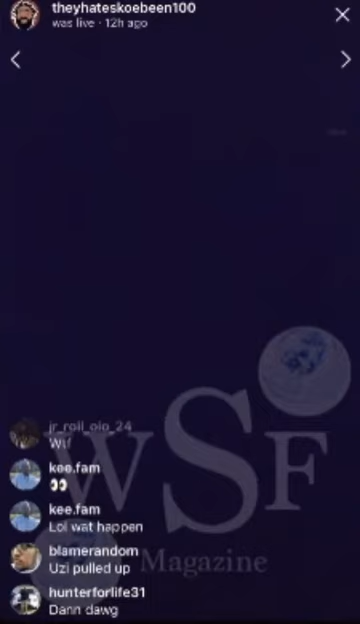 theyhateskoebeen100
was live · 12h ago
jr_roll_olo_24
Wtf
kee.fam
👀
kee.fam
Lol wat happen
blamerandom
Uzi pulled up
hunterforlife31
Dann dawg
WSF
Magazine